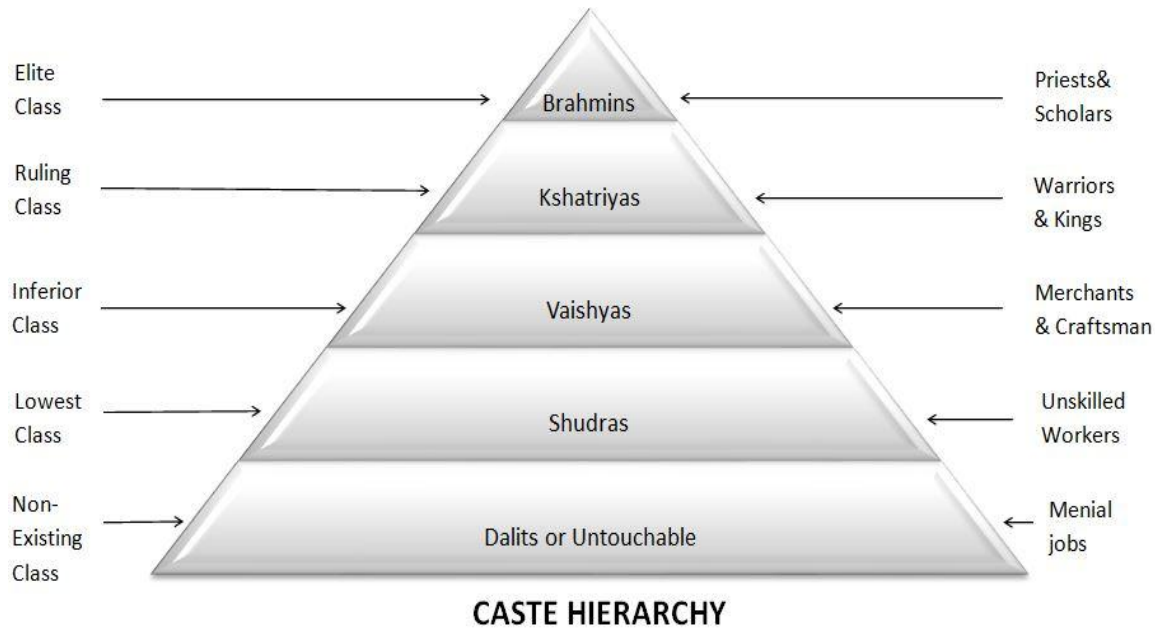 Elite
Class
Brahmins
Priests&
Scholars
Ruling
Class
Kshatriyas
Warriors
& Kings
Inferior
Class
Vaishyas
Merchants
& Craftsman
Lowest
Class
Shudras
Unskilled
Workers
Non-
Existing
Class
Dalits or Untouchable
Menial
jobs
CASTE HIERARCHY